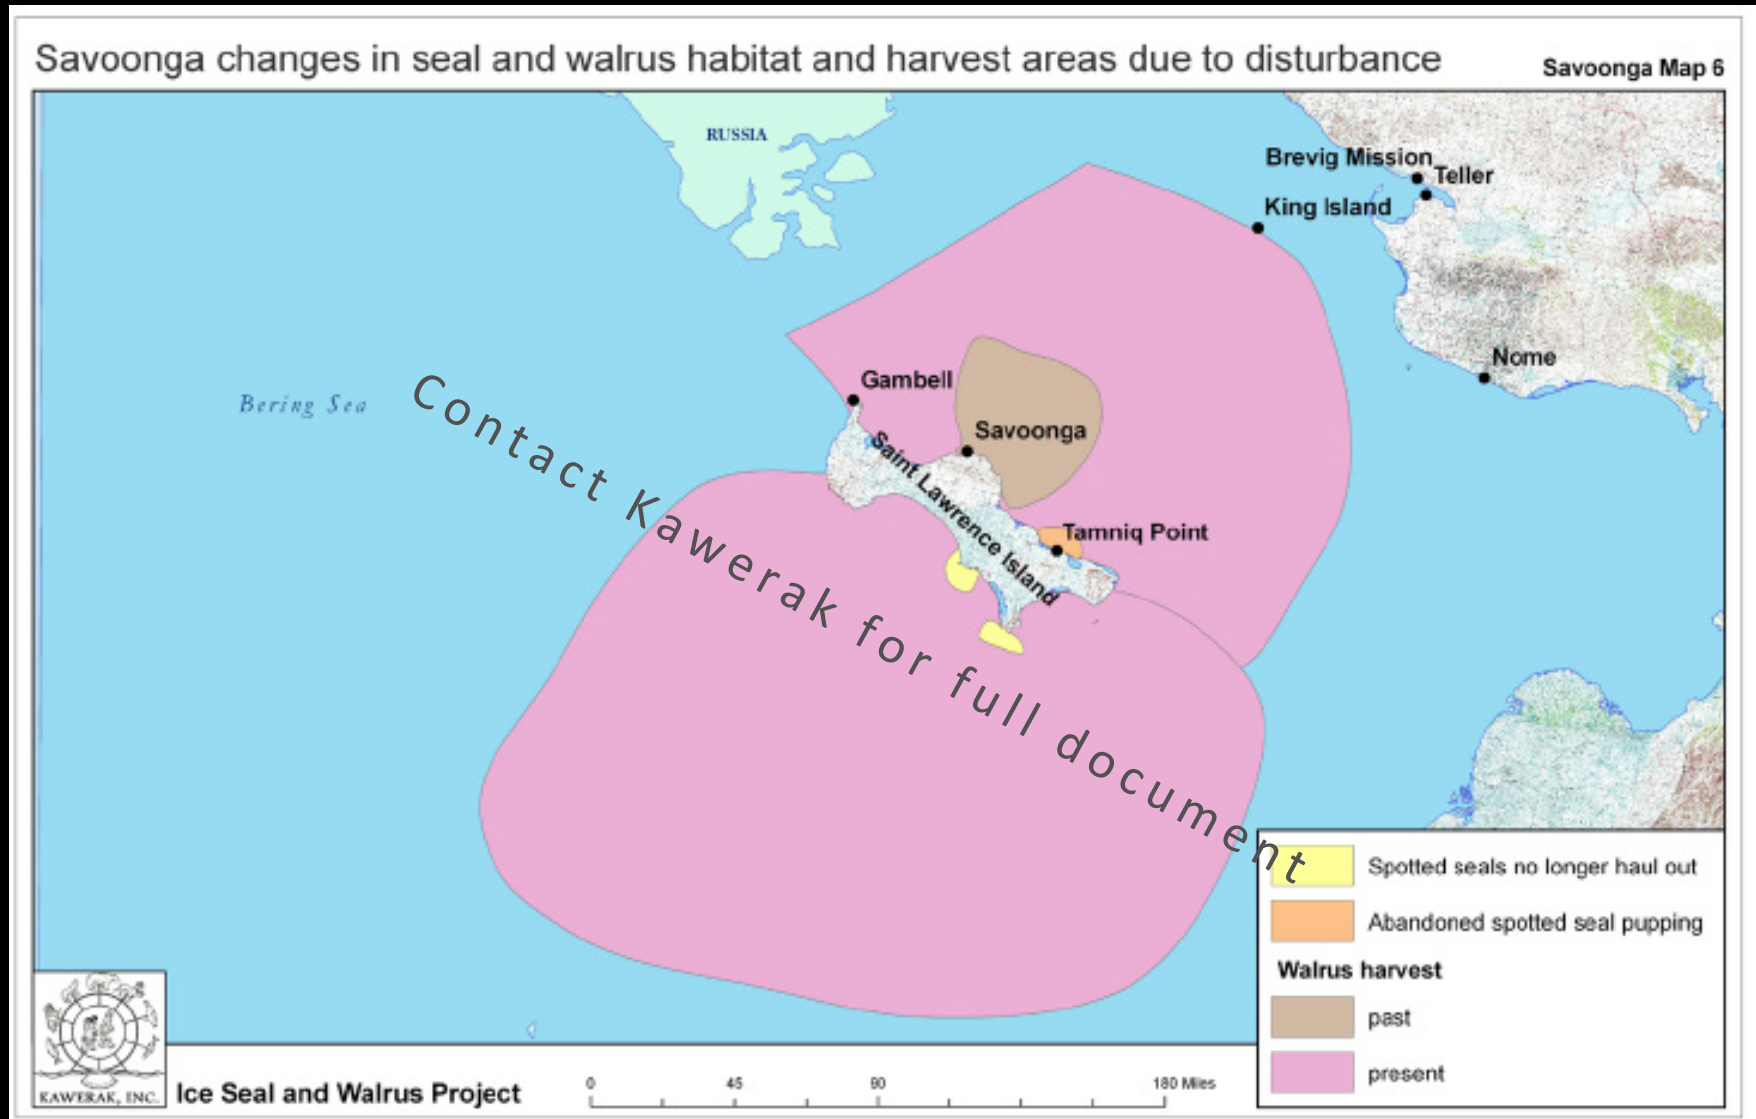 Savoonga changes in seal and walrus habitat and harvest areas due to disturbance
Savoonga Map 6
RUSSIA
Brevig Mission
Teller
King Island
Nome
Bering Sea
Gambell
Savoonga
Saint Lawrence Island
Tamniq Point
Contact Kawerak for full document
Spotted seals no longer haul out
Abandoned spotted seal pupping
Walrus harvest
past
present
KAWERAK, INC.
Ice Seal and Walrus Project
0 45 90 180 Miles